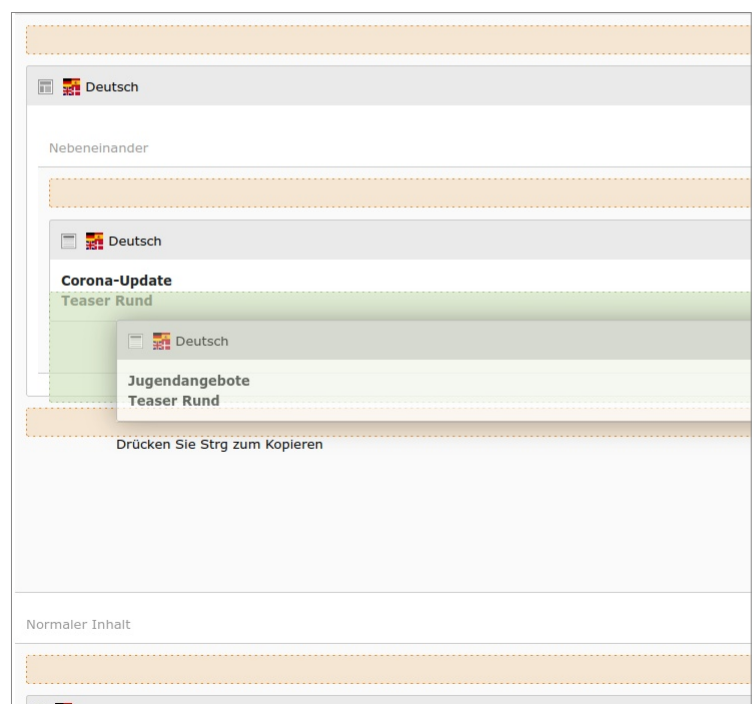 Deutsch
Nebeneinander
Deutsch
Corona-Update
Teaser Rund
Deutsch
Jugendangebote
Teaser Rund
Drücken Sie Strg zum Kopieren
Normaler Inhalt